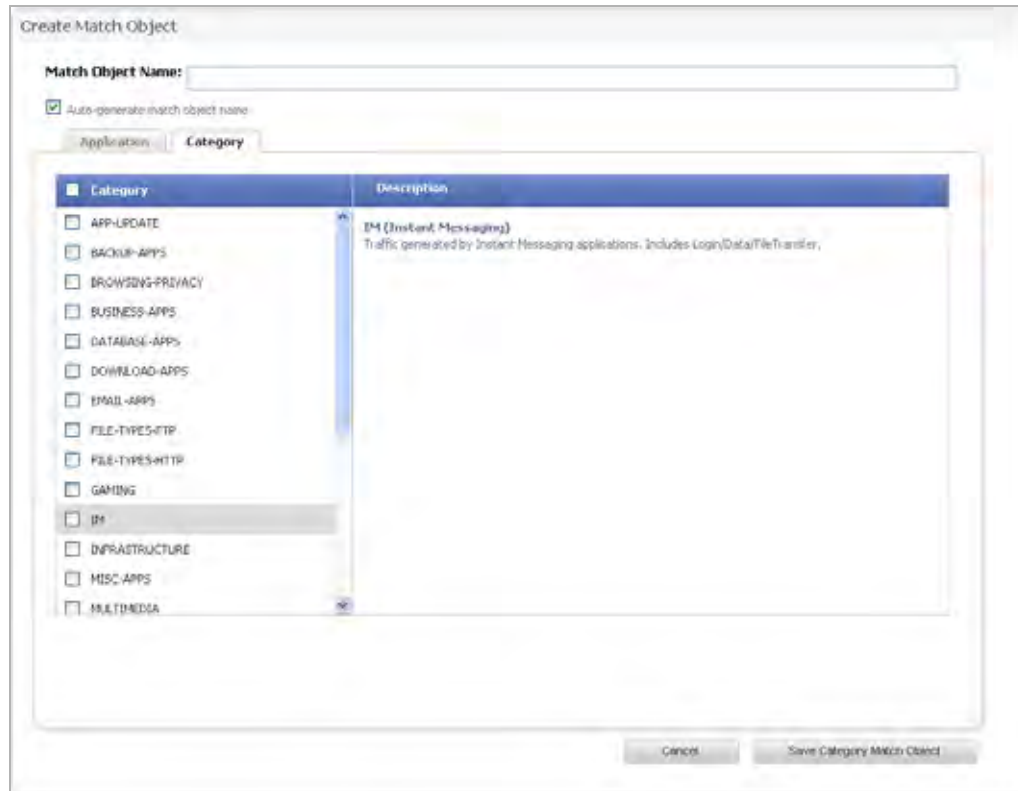 Create Match Object
Match Object Name:
Auto-generate match object name
Application
Category
Category
Description
APP-UPDATE
BACKUP-APPS
BROWSING-PRIVACY
BUSINESS-APPS
DATABASE-APPS
DOWNLOAD-APPS
EMAIL-APPS
FILE-TYPES-FTP
FILE-TYPES-HTTP
GAMING
IM
INFRASTRUCTURE
MISC-APPS
MULTIMEDIA
IM (Instant Messaging)
Traffic generated by Instant Messaging applications. Includes Login/Data/FileTransfer.
Cancel
Save Category Match Object